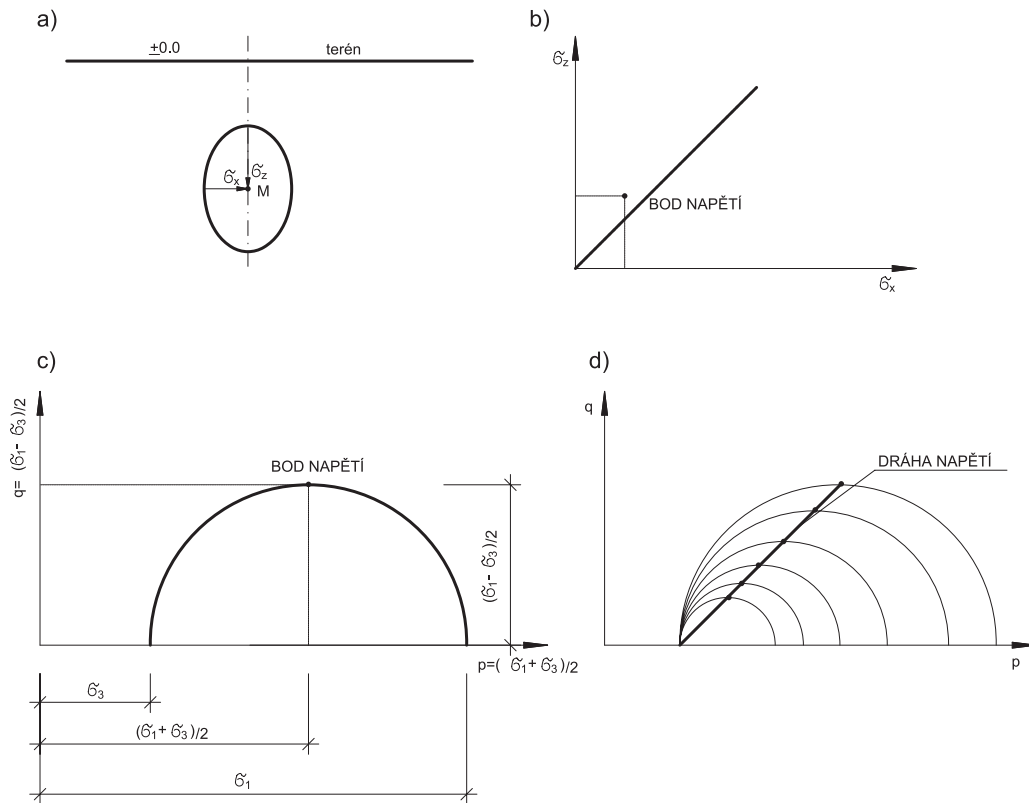 a)
±0.0 terén
σx σz
M
b)
σz
BOD NAPĚTÍ
σx
c)
q= (σ1- σ3)/2
BOD NAPĚTÍ
(σ1- σ3)/2
p=( σ1+ σ3)/2
σ3
(σ1+ σ3)/2
σ1
d)
q
DRÁHA NAPĚTÍ
p